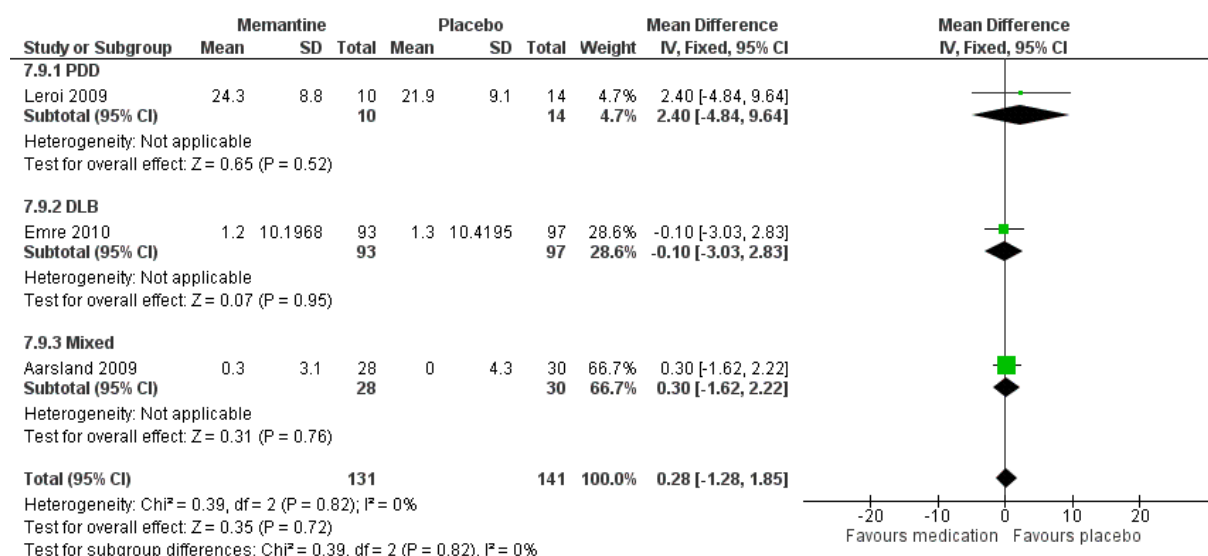 Memantine Placebo Mean Difference Mean Difference
Study or Subgroup Mean SD Total Mean SD Total Weight IV, Fixed, 95% CI IV, Fixed, 95% CI
7.9.1 PDD
Leroi 2009 24.3 8.8 10 21.9 9.1 14 4.7% 2.40 [-4.84, 9.64]
Subtotal (95% CI) 10 14 4.7% 2.40 [-4.84, 9.64]
Heterogeneity: Not applicable
Test for overall effect: Z = 0.65 (P = 0.52)
7.9.2 DLB
Emre 2010 1.2 10.1968 93 1.3 10.4195 97 28.6% -0.10 [-3.03, 2.83]
Subtotal (95% CI) 93 97 28.6% -0.10 [-3.03, 2.83]
Heterogeneity: Not applicable
Test for overall effect: Z = 0.07 (P = 0.95)
7.9.3 Mixed
Aarsland 2009 0.3 3.1 28 0 4.3 30 66.7% 0.30 [-1.62, 2.22]
Subtotal (95% CI) 28 30 66.7% 0.30 [-1.62, 2.22]
Heterogeneity: Not applicable
Test for overall effect: Z = 0.31 (P = 0.76)
Total (95% CI) 131 141 100.0% 0.28 [-1.28, 1.85]
Heterogeneity: Chi² = 0.39, df = 2 (P = 0.82); I² = 0%
Test for overall effect: Z = 0.35 (P = 0.72)
Test for subgroup differences: Chi² = 0.39, df = 2 (P = 0.82), I² = 0%
-20 -10 0 10 20
Favours medication Favours placebo